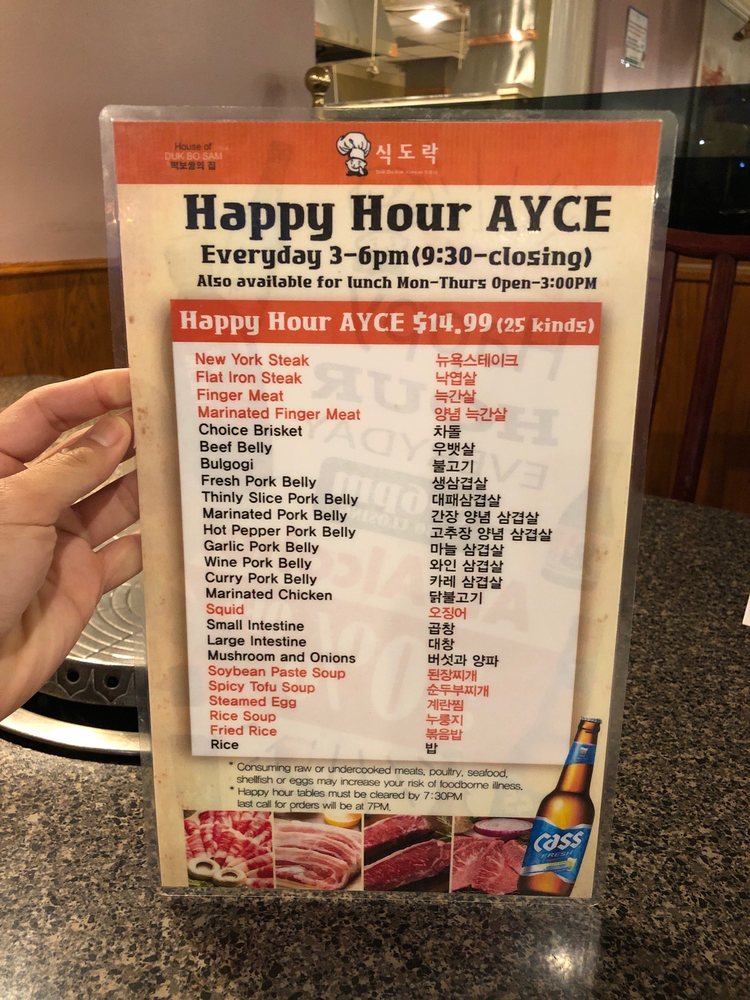 House of
DUK BO SAM
떡보쌈의 집
식도락
Happy Hour AYCE
Everyday 3-6pm(9:30-closing)
Also available for lunch Mon-Thurs Open-3:00PM
Happy Hour AYCE $14.99 (25 kinds)
New York Steak 뉴욕스테이크
Flat Iron Steak 낙엽살
Finger Meat 늑간살
Marinated Finger Meat 양념 늑간살
Choice Brisket 차돌
Beef Belly 우뱃살
Bulgogi 불고기
Fresh Pork Belly 생삼겹살
Thinly Slice Pork Belly 대패삼겹살
Marinated Pork Belly 간장 양념 삼겹살
Hot Pepper Pork Belly 고추장 양념 삼겹살
Garlic Pork Belly 마늘 삼겹살
Wine Pork Belly 와인 삼겹살
Curry Pork Belly 카레 삼겹살
Marinated Chicken 닭불고기
Squid 오징어
Small Intestine 곱창
Large Intestine 대창
Mushroom and Onions 버섯과 양파
Soybean Paste Soup 된장찌개
Spicy Tofu Soup 순두부찌개
Steamed Egg 계란찜
Rice Soup 누룽지
Fried Rice 볶음밥
Rice 밥
* Consuming raw or undercooked meats, poultry, seafood,
shellfish or eggs may increase your risk of foodborne illness.
* Happy hour tables must be cleared by 7:30PM
last call for orders will be at 7PM.
Cass
FRESH